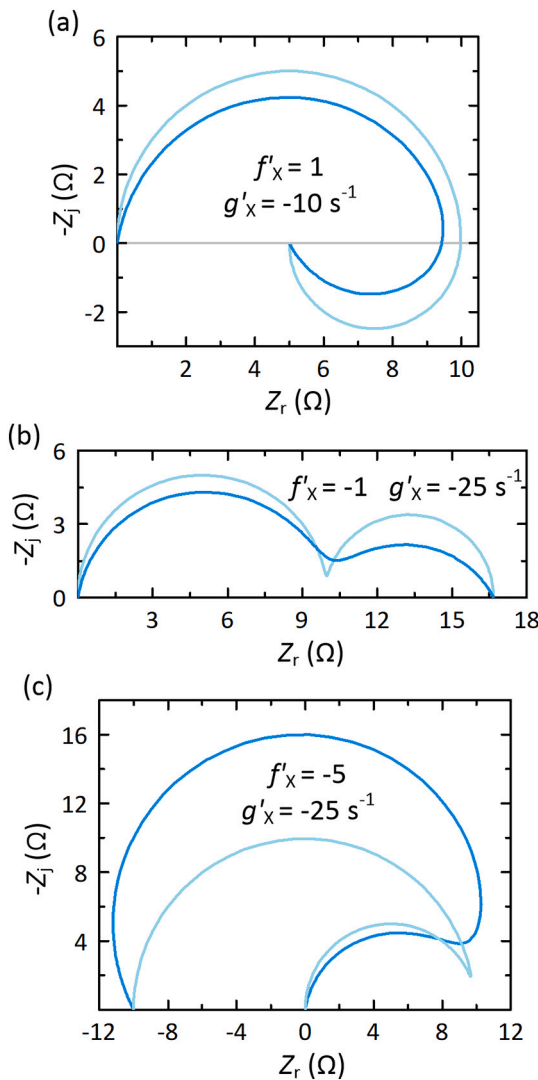 (a)
6
4
2
0
-2
-Zj (Ω)
f'X = 1
g'X = -10 s-1
2 4 6 8 10
Zr (Ω)
(b)
6
3
0
-Zj (Ω)
f'X = -1 g'X = -25 s-1
3 6 9 12 15 18
Zr (Ω)
(c)
16
12
8
4
-Zj (Ω)
f'X = -5
g'X = -25 s-1
-12 -8 -4 0 4 8 12
Zr (Ω)